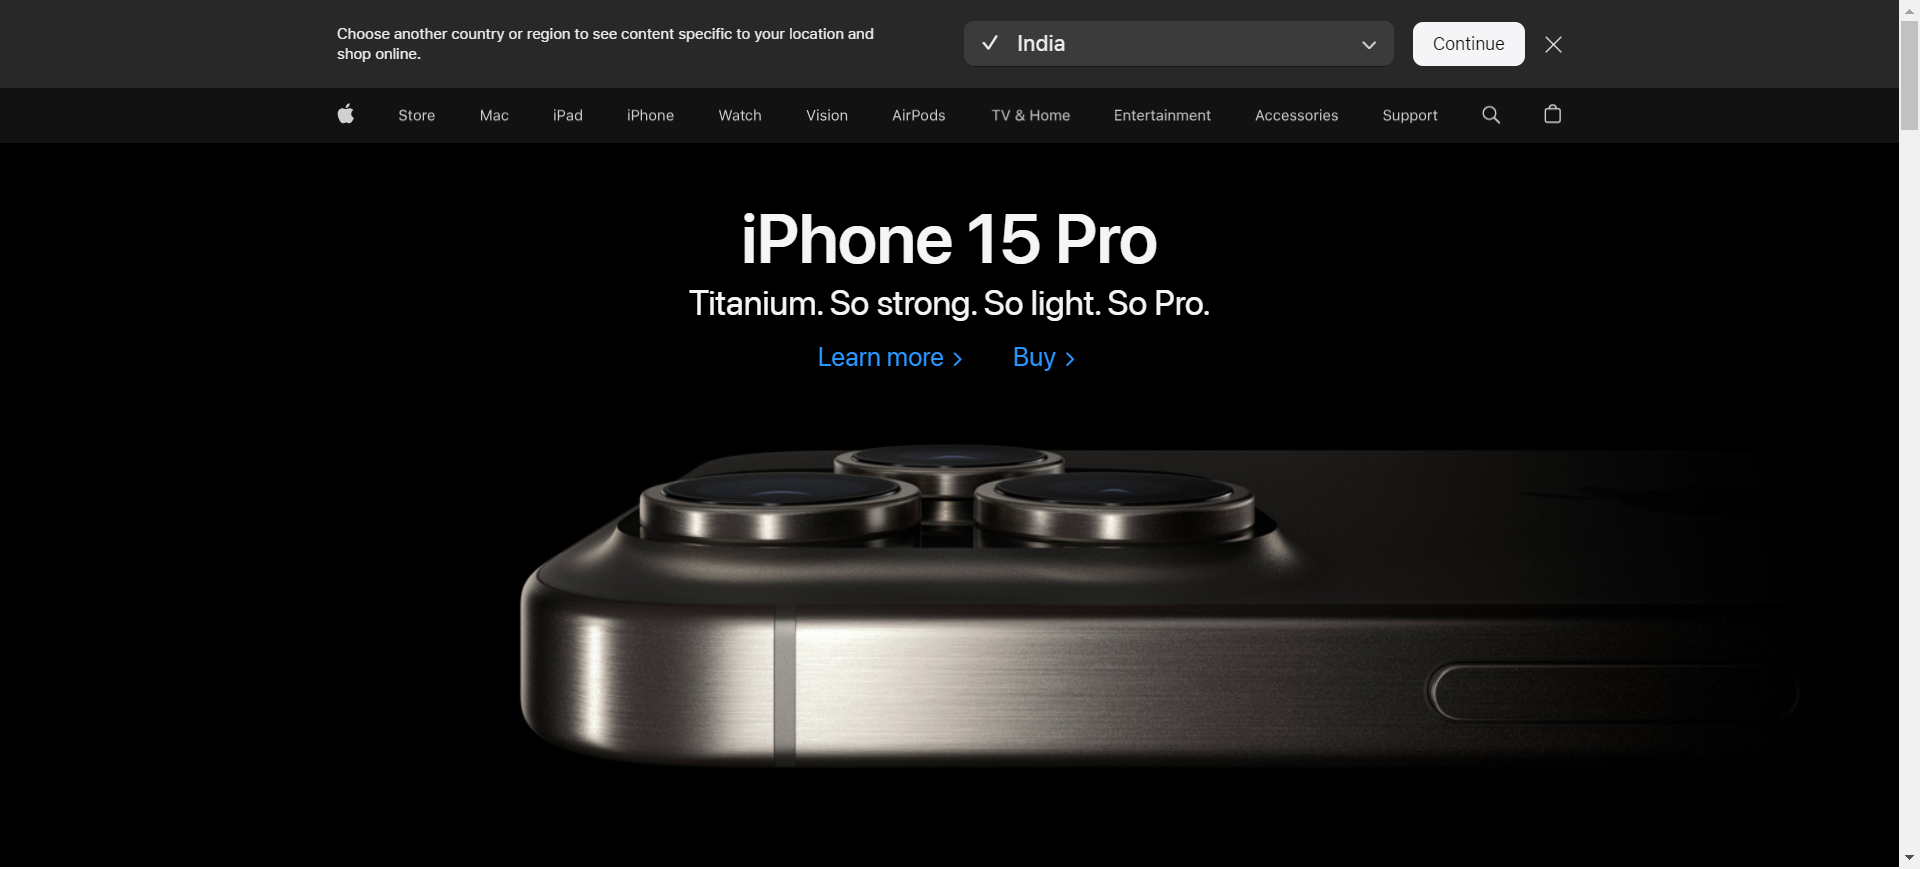 Choose another country or region to see content specific to your location and
shop online.
India
Continue
Store Mac iPad iPhone Watch Vision AirPods TV & Home Entertainment Accessories Support
iPhone 15 Pro
Titanium. So strong. So light. So Pro.
Learn more > Buy >